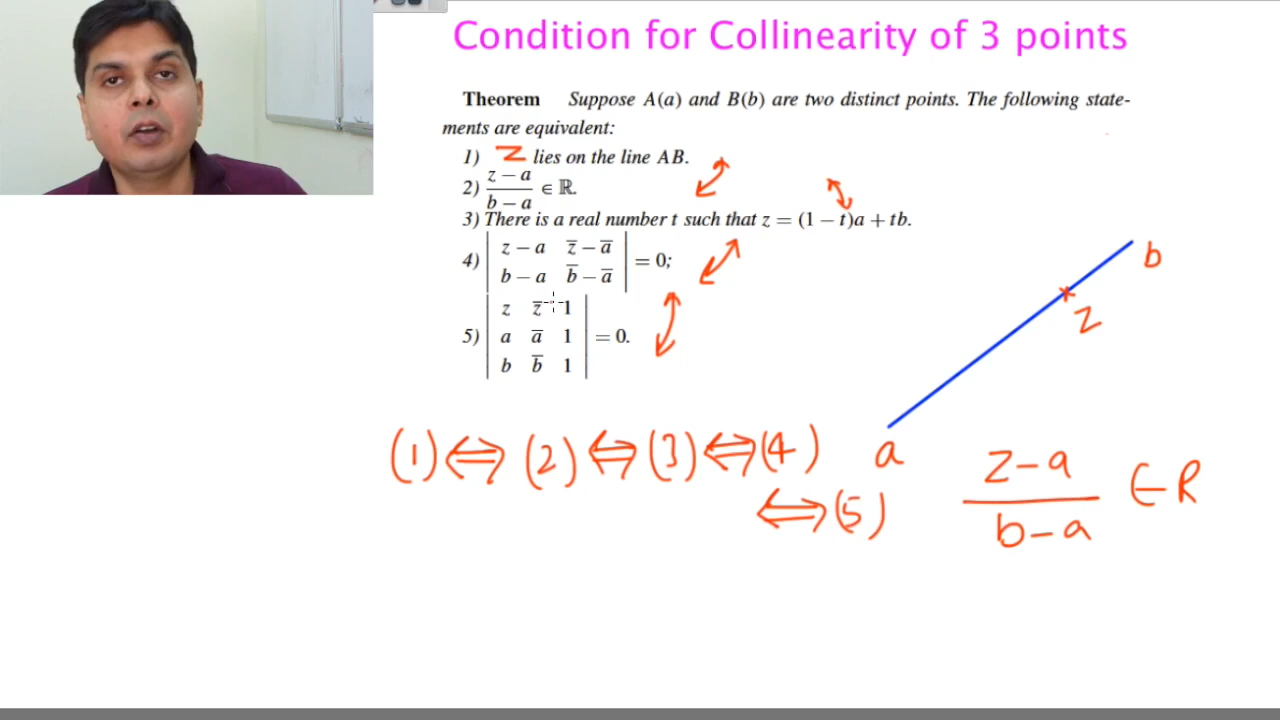 Condition for Collinearity of 3 points
Theorem Suppose A(a) and B(b) are two distinct points. The following state-
ments are equivalent:
1) Z lies on the line AB.
2) (z − a)/(b − a) ∈ ℝ.
3) There is a real number t such that z = (1 − t)a + tb.
4) | z − a  z̅ − a̅ |
| b − a  b̅ − a̅ | = 0;
| z  z̅  1 |
5) | a  a̅  1 | = 0.
| b  b̅  1 |
b
z
a
(1) ⇔ (2) ⇔ (3) ⇔ (4)
⇔ (5)
z−a
b−a
∈ R